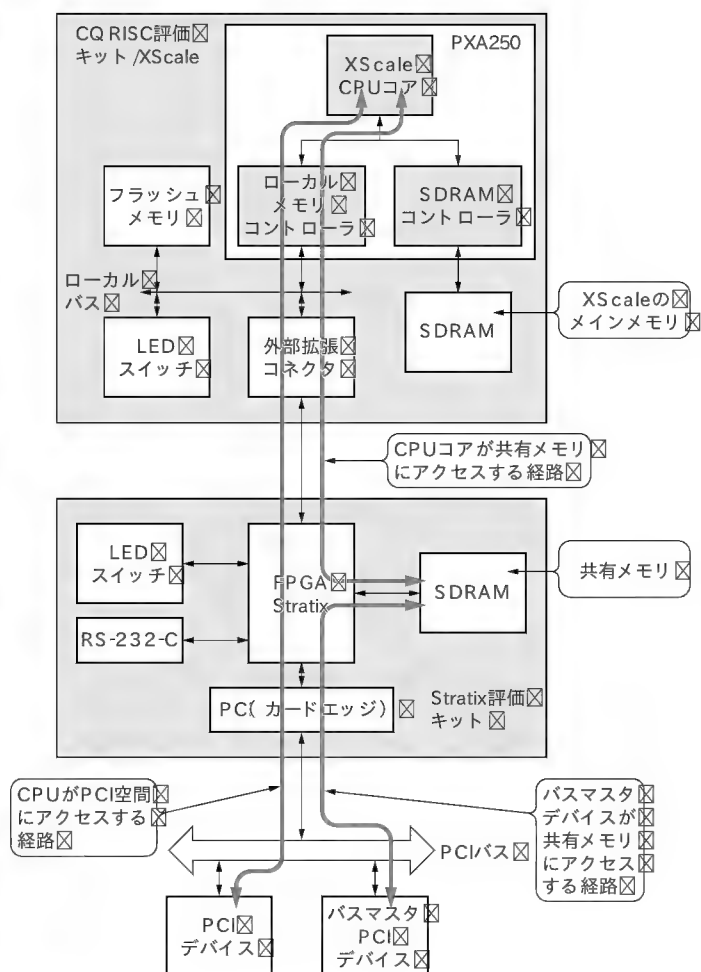 CQ RISC評価
キット/XScale
PXA250
XScale
CPUコア
フラッシュ
メモリ
ローカル
メモリ
コントローラ
SDRAM
コントローラ
ローカル
バス
LED
スイッチ
外部拡張
コネクタ
SDRAM
XScaleの
メインメモリ
CPUコアが共有メモリ
にアクセスする経路
LED
スイッチ
FPGA
Stratix
SDRAM
共有メモリ
RS-232-C
PCI(カードエッジ)
Stratix評価
キット
CPUがPCI空間
にアクセスする
経路
バスマスタ
デバイスが
共有メモリ
にアクセス
する経路
PCIバス
PCI
デバイス
バスマスタ
PCI
デバイス